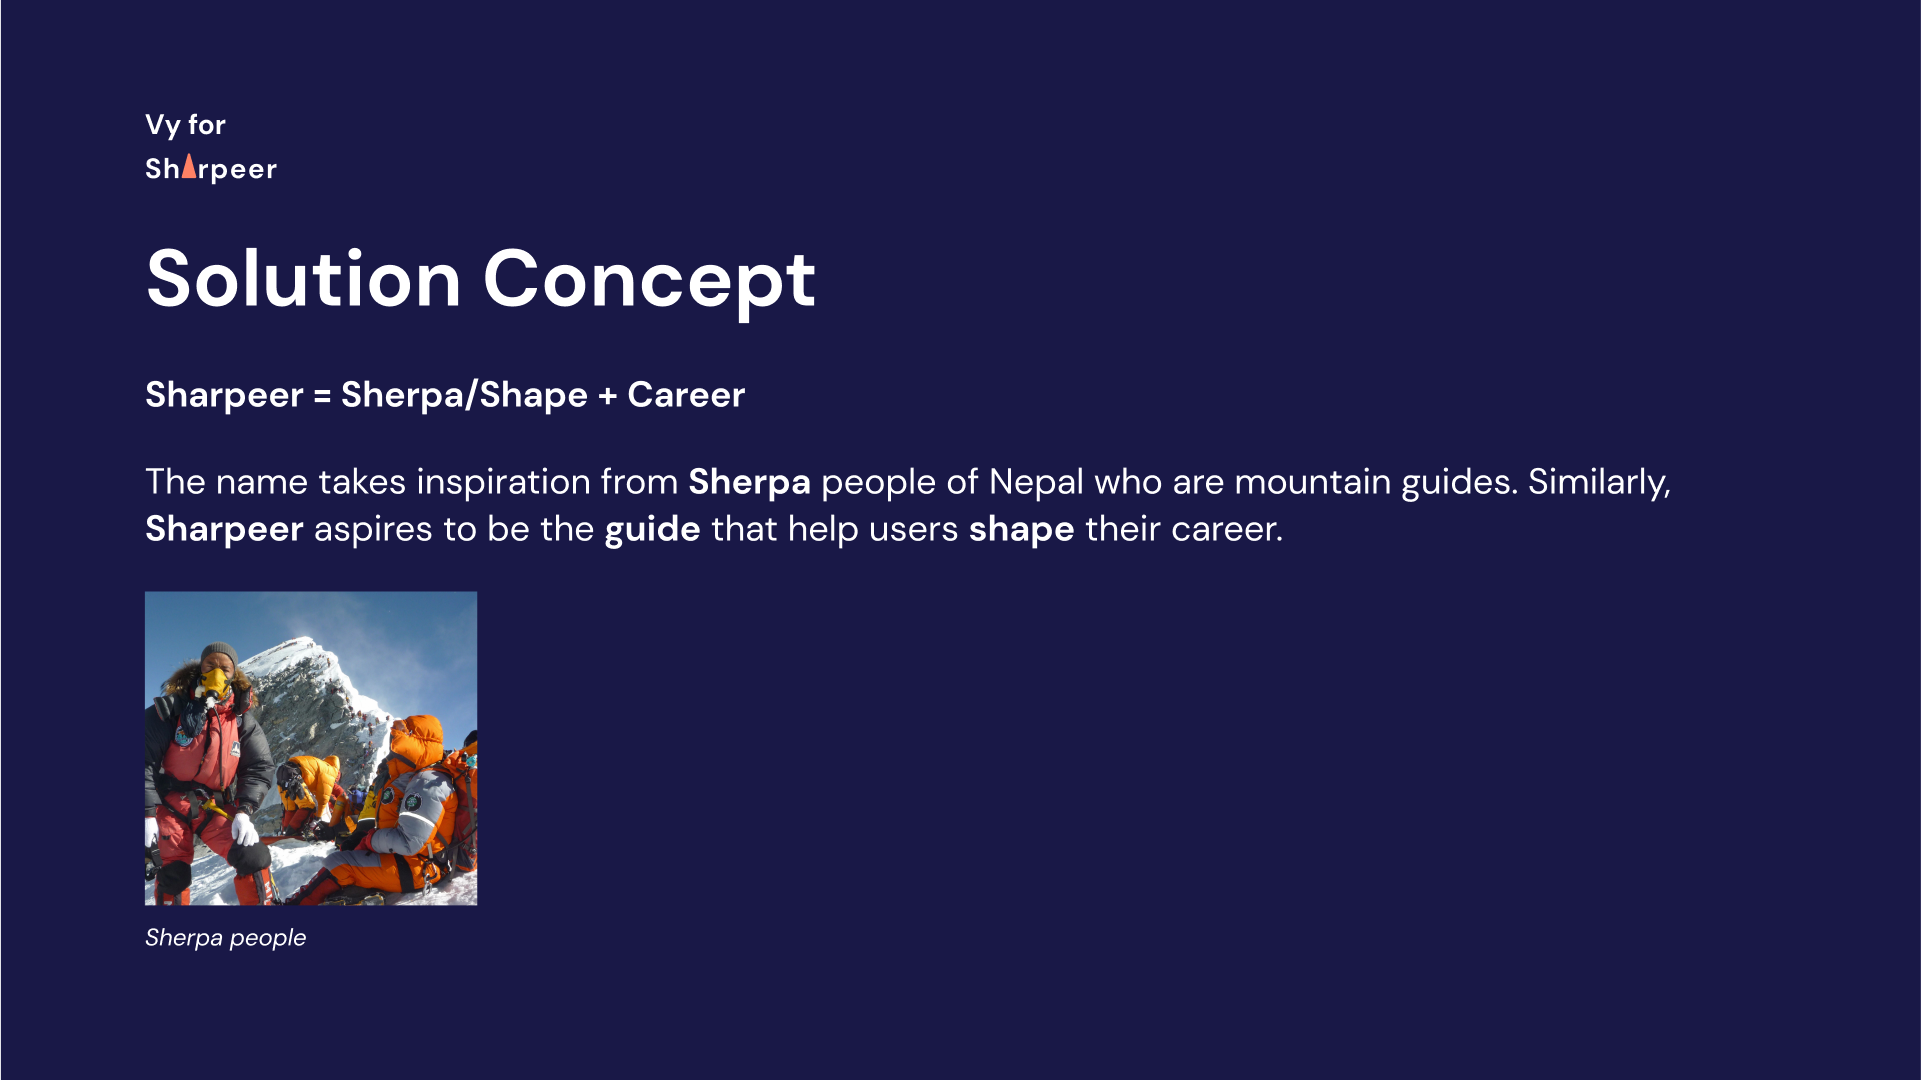 Vy for
Sharpeer
Solution Concept
Sharpeer = Sherpa/Shape + Career
The name takes inspiration from Sherpa people of Nepal who are mountain guides. Similarly,
Sharpeer aspires to be the guide that help users shape their career.
Sherpa people